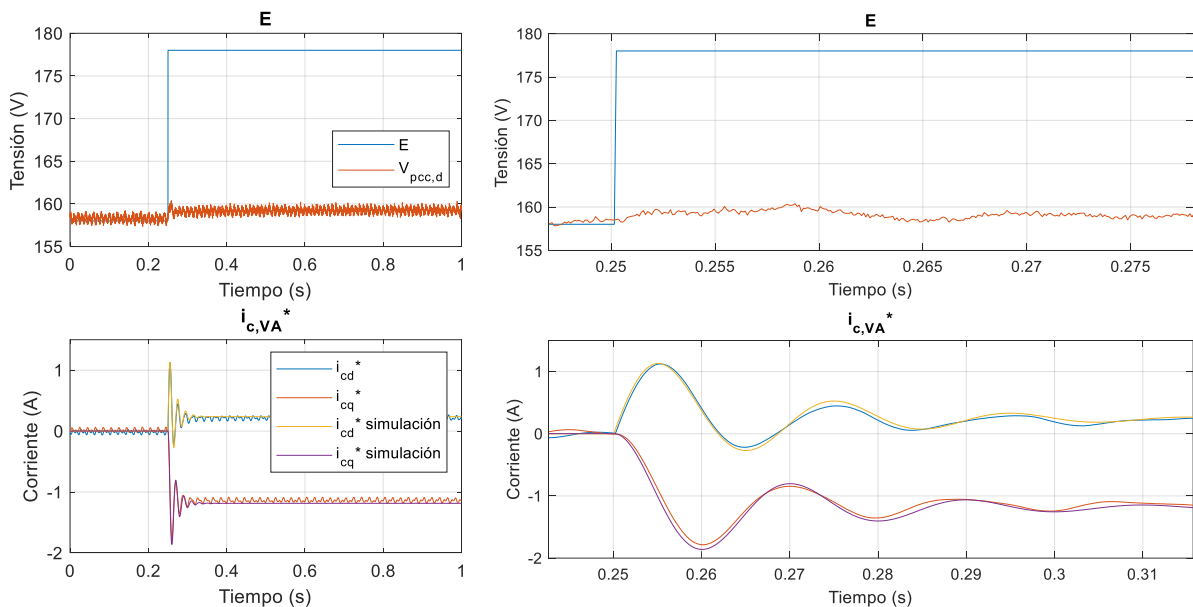 E
180
175
170
165
160
155
Tensión (V)
E
V_pcc,d
0
0.2
0.4
0.6
0.8
1
Tiempo (s)
E
180
175
170
165
160
155
Tensión (V)
0.25
0.255
0.26
0.265
0.27
0.275
Tiempo (s)
i_c,VA*
1
0
-1
-2
Corriente (A)
i_cd*
i_cq*
i_cd* simulación
i_cq* simulación
0
0.2
0.4
0.6
0.8
1
Tiempo (s)
i_c,VA*
1
0
-1
-2
Corriente (A)
0.25
0.26
0.27
0.28
0.29
0.3
0.31
Tiempo (s)